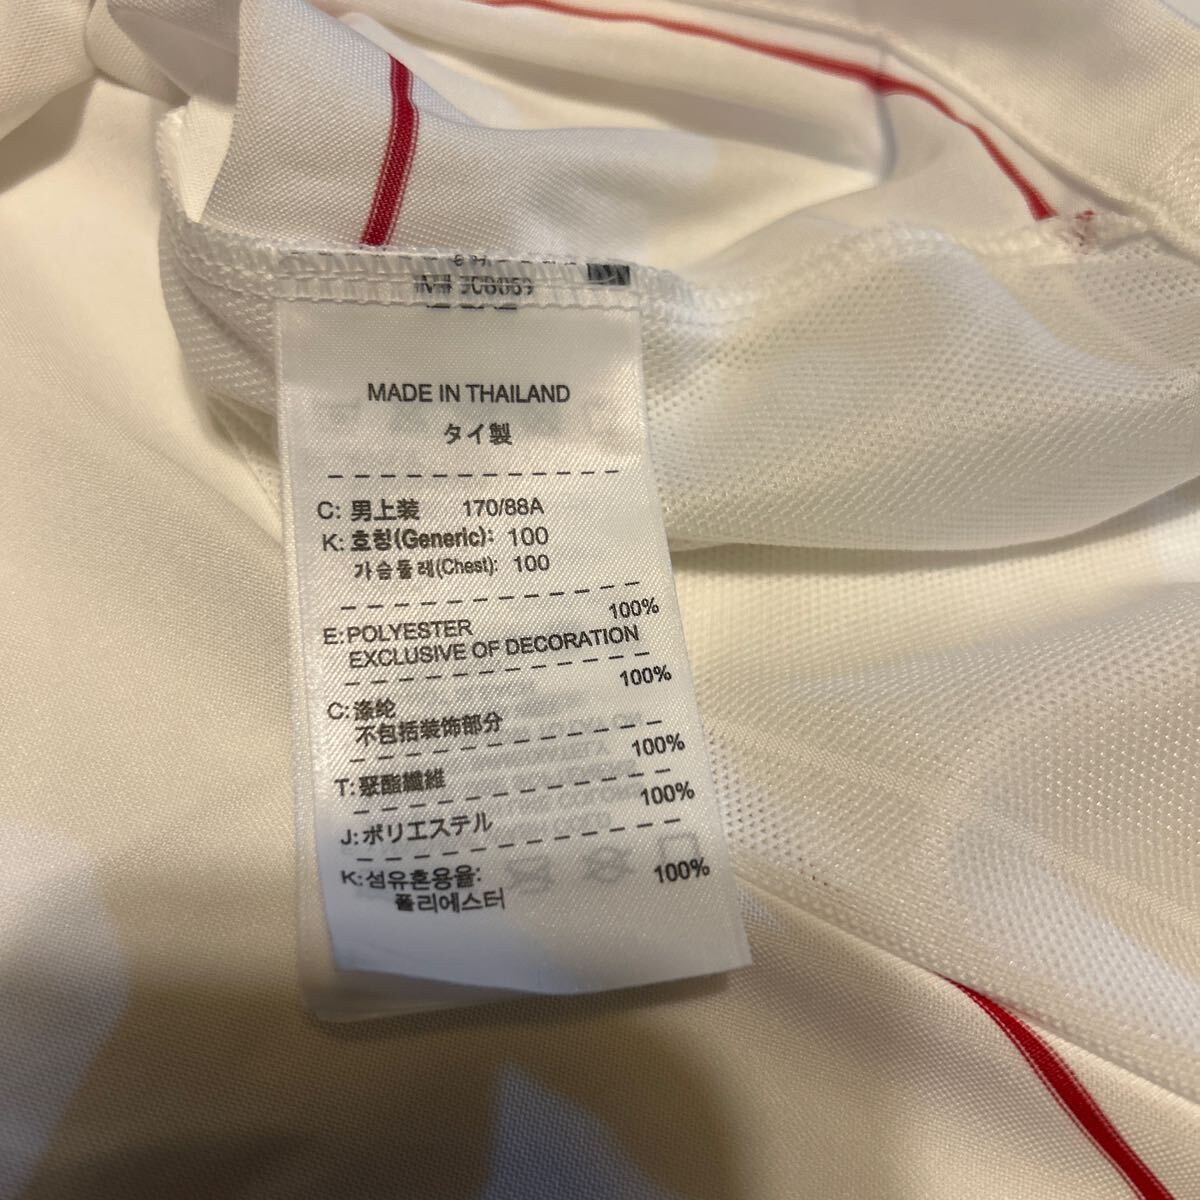 MADE IN THAILAND
タイ製
C: 男上装 170/88A
K: 호칭(Generic): 100
가슴둘레(Chest): 100
E:POLYESTER 100%
EXCLUSIVE OF DECORATION
C:涤纶 100%
不包括装饰部分
T:聚酯纖維 100%
J:ポリエステル 100%
K:섬유혼용율: 100%
폴리에스터